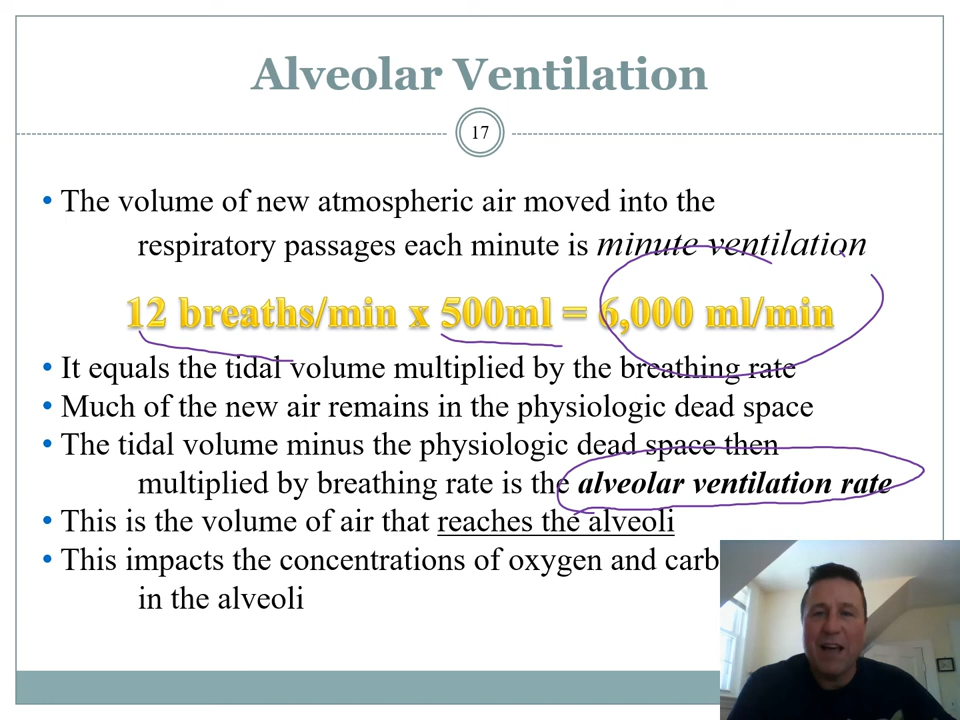 Alveolar Ventilation
17
• The volume of new atmospheric air moved into the
respiratory passages each minute is minute ventilation
12 breaths/min x 500ml = 6,000 ml/min
• It equals the tidal volume multiplied by the breathing rate
• Much of the new air remains in the physiologic dead space
• The tidal volume minus the physiologic dead space then
multiplied by breathing rate is the alveolar ventilation rate
• This is the volume of air that reaches the alveoli
• This impacts the concentrations of oxygen and carb
in the alveoli